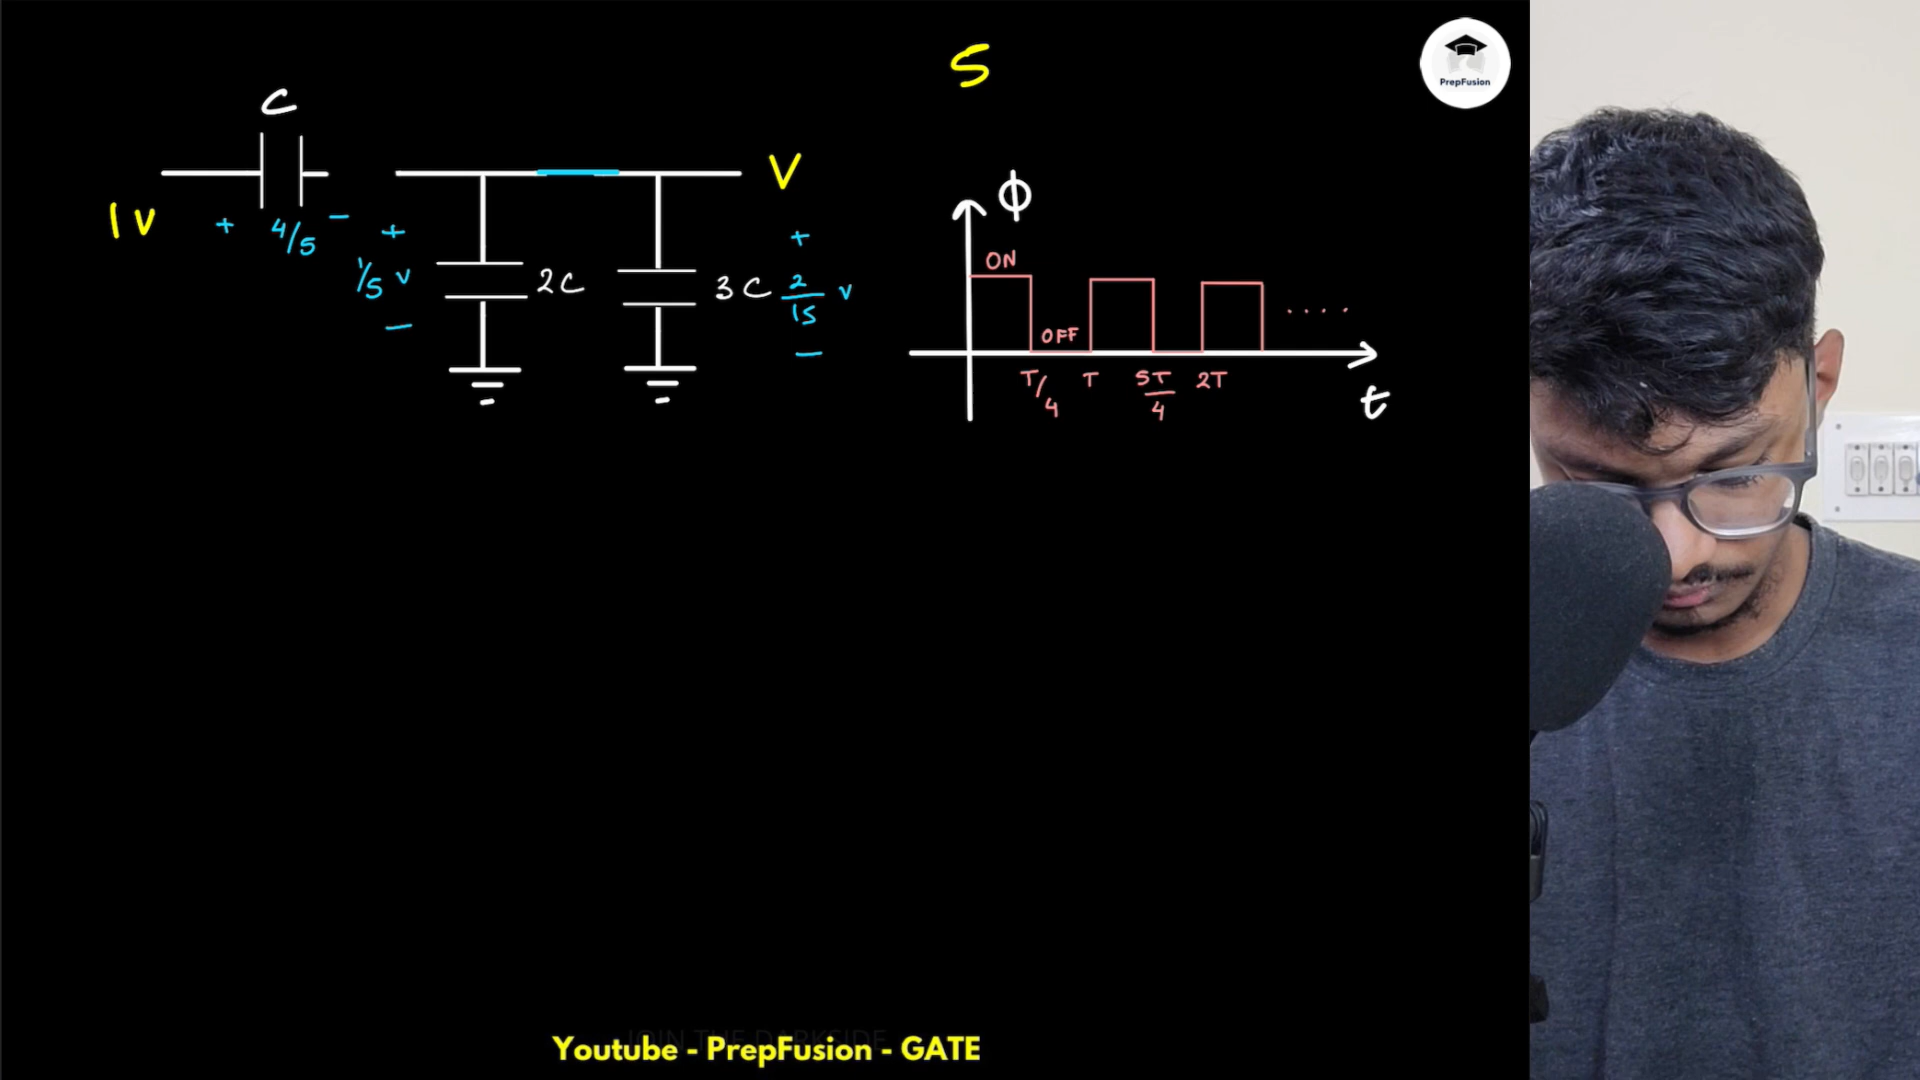 S
PrepFusion
C
1V
+ 4/5 -
+
1/5 V
-
2C
3C
V
+
2/15 V
-
ϕ
ON
OFF
T/4
T
5T/4
2T
....
t
Youtube - PrepFusion - GATE